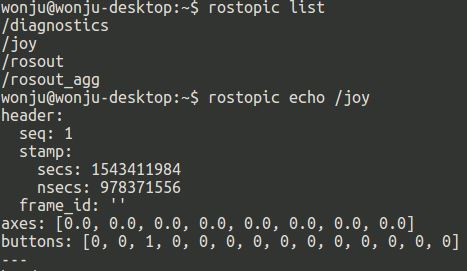 wonju@wonju-desktop:~$ rostopic list
/diagnostics
/joy
/rosout
/rosout_agg
wonju@wonju-desktop:~$ rostopic echo /joy
header:
  seq: 1
  stamp:
    secs: 1543411984
    nsecs: 978371556
  frame_id: ''
axes: [0.0, 0.0, 0.0, 0.0, 0.0, 0.0, 0.0, 0.0]
buttons: [0, 0, 1, 0, 0, 0, 0, 0, 0, 0, 0, 0, 0]
---